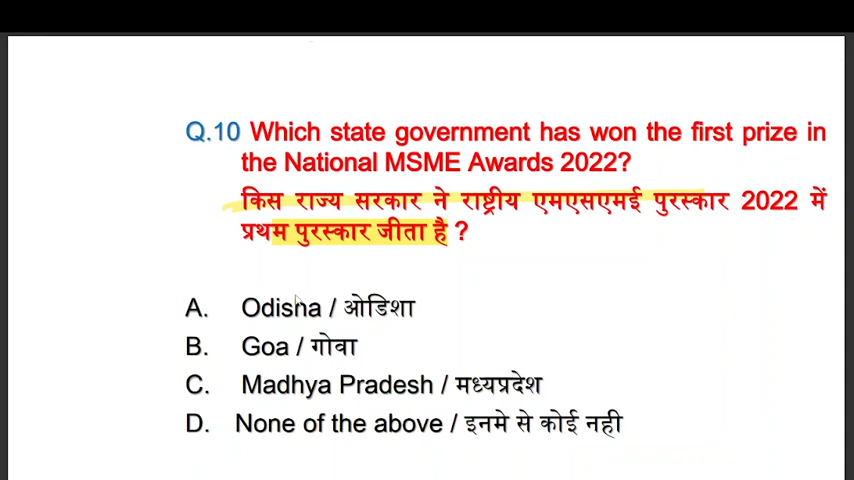 Q.10 Which state government has won the first prize in
the National MSME Awards 2022?
किस राज्य सरकार ने राष्ट्रीय एमएसएमई पुरस्कार 2022 में
प्रथम पुरस्कार जीता है ?
A. Odisha / ओडिशा
B. Goa / गोवा
C. Madhya Pradesh / मध्यप्रदेश
D. None of the above / इनमे से कोई नही